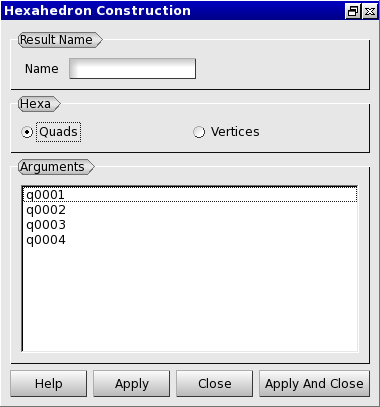 Hexahedron Construction
Result Name
Name
Hexa
Quads Vertices
Arguments
q0001
q0002
q0003
q0004
Help Apply Close Apply And Close